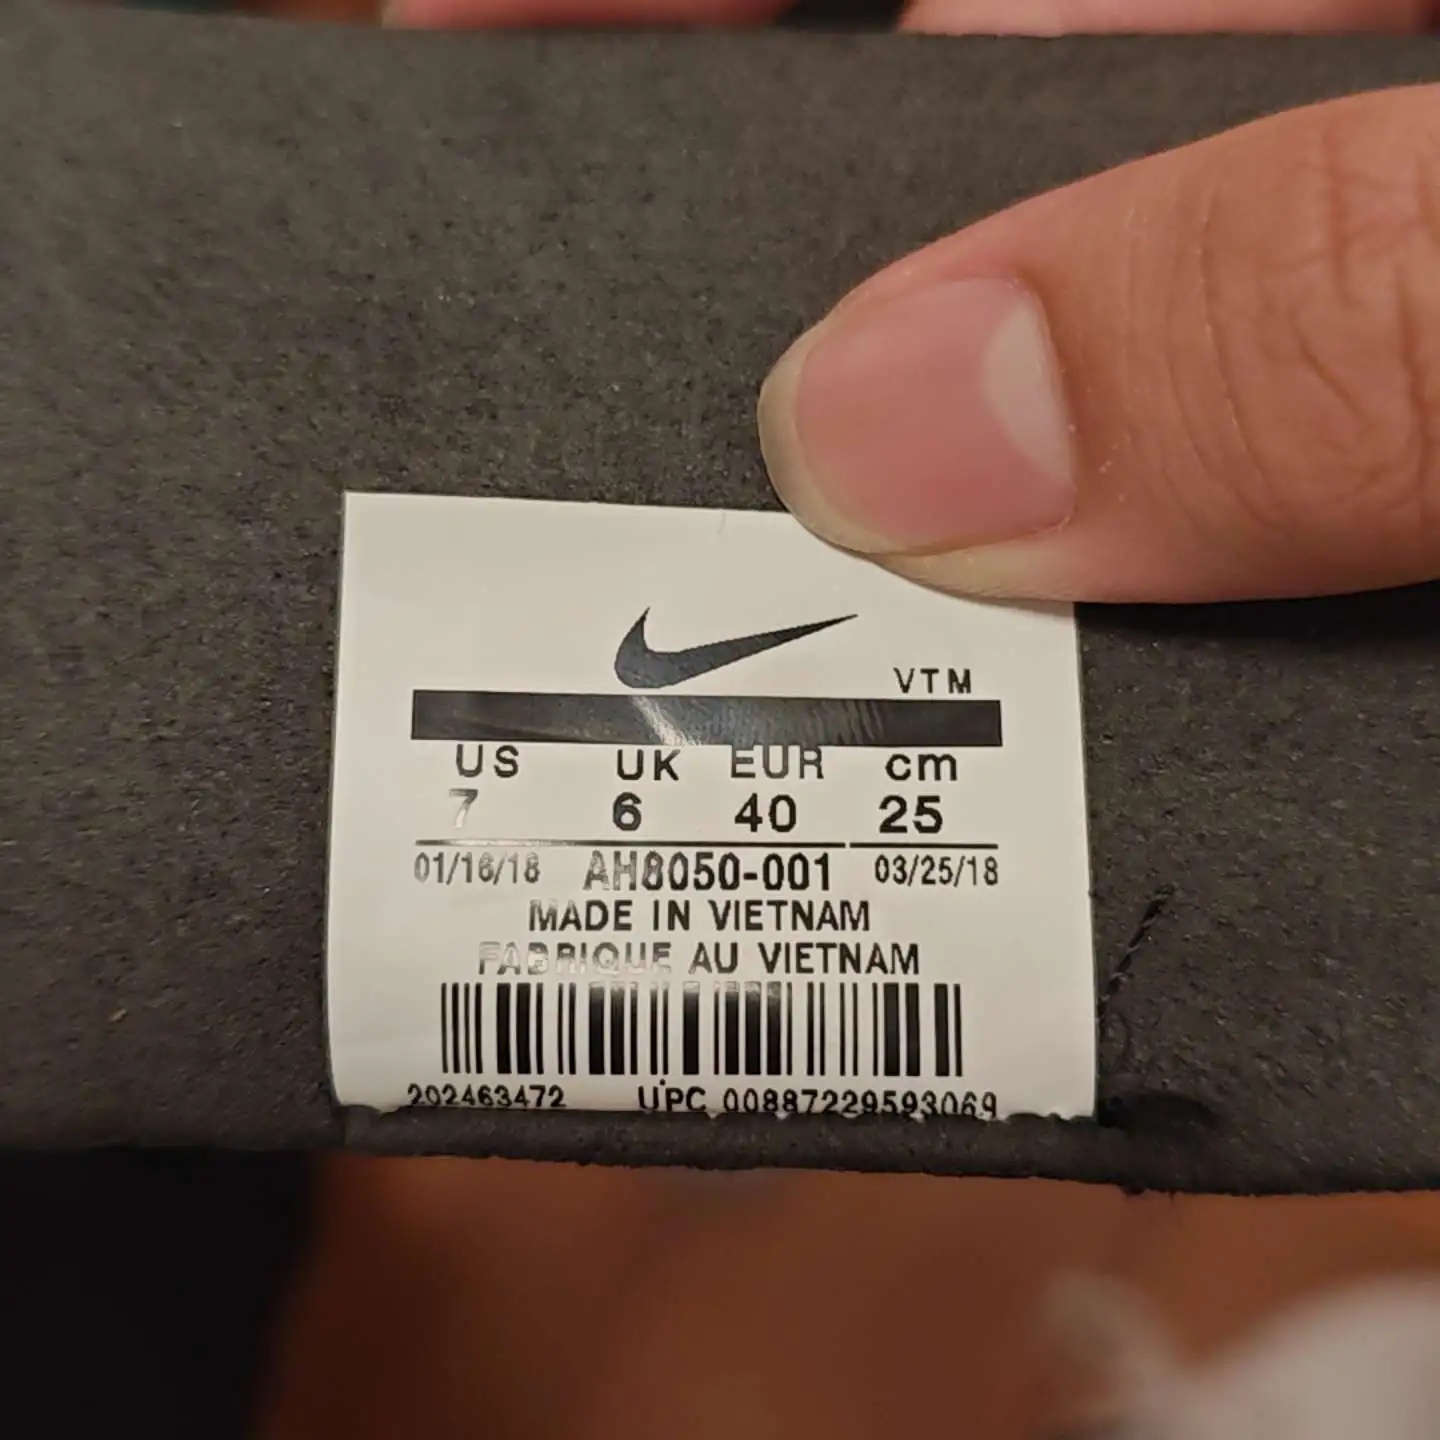 VTM
US UK EUR cm
7 6 40 25
01/16/18 AH8050-001 03/25/18
MADE IN VIETNAM
FABRIQUE AU VIETNAM
202463472 UPC 00887229593069